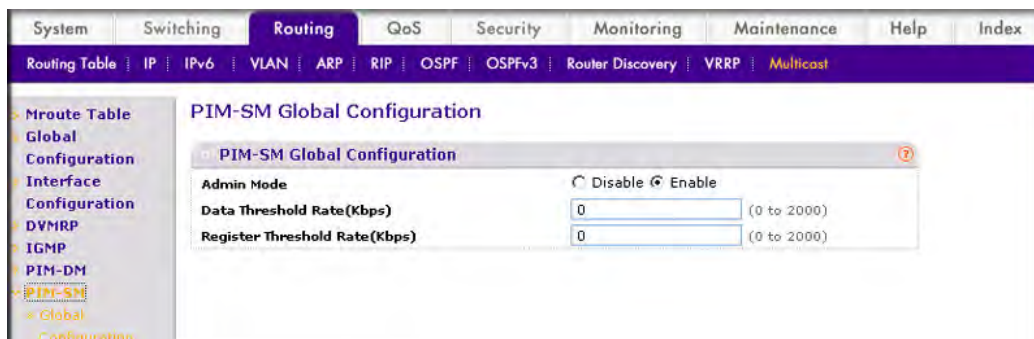 System Switching Routing QoS Security Monitoring Maintenance Help Index
Routing Table IP IPv6 VLAN ARP RIP OSPF OSPFv3 Router Discovery VRRP Multicast
Mroute Table
Global
Configuration
Interface
Configuration
DVMRP
IGMP
PIM-DM
PIM-SM
Global
Configuration
PIM-SM Global Configuration
PIM-SM Global Configuration ?
Admin Mode Disable Enable
Data Threshold Rate(Kbps) 0 (0 to 2000)
Register Threshold Rate(Kbps) 0 (0 to 2000)